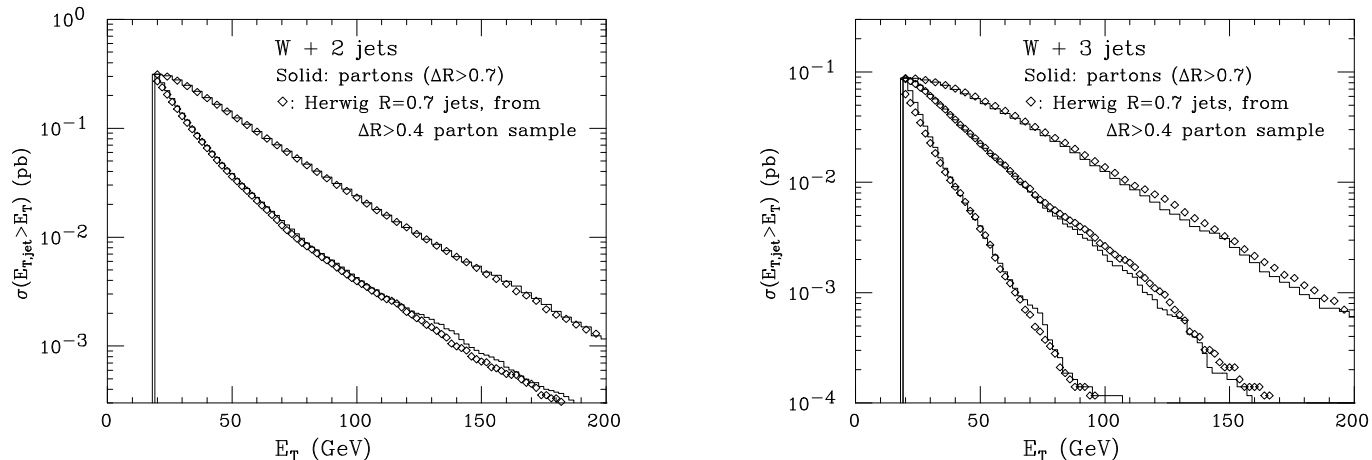 W + 2 jets
Solid: partons (ΔR>0.7)
◇: Herwig R=0.7 jets, from
ΔR>0.4 parton sample
σ(E_{T,jet}>E_T) (pb)
10^0
10^{-1}
10^{-2}
10^{-3}
0 50 100 150 200
E_T (GeV)
W + 3 jets
Solid: partons (ΔR>0.7)
◇: Herwig R=0.7 jets, from
ΔR>0.4 parton sample
σ(E_{T,jet}>E_T) (pb)
10^{-1}
10^{-2}
10^{-3}
10^{-4}
0 50 100 150 200
E_T (GeV)